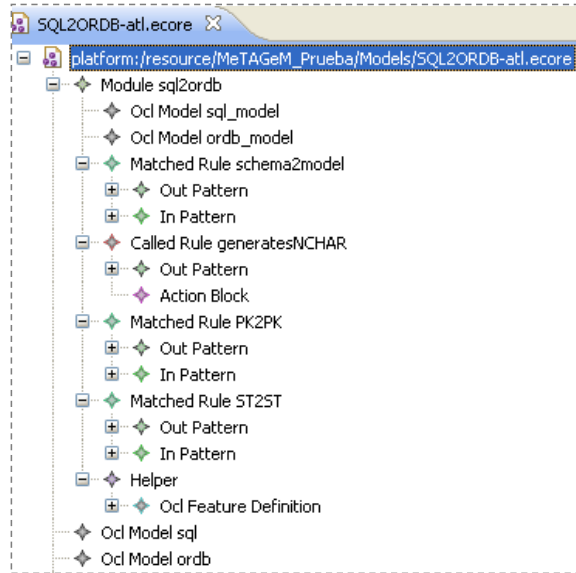 SQL2ORDB-atl.ecore
platform:/resource/MeTAGeM_Prueba/Models/SQL2ORDB-atl.ecore
Module sql2ordb
Ocl Model sql_model
Ocl Model ordb_model
Matched Rule schema2model
Out Pattern
In Pattern
Called Rule generatesNCHAR
Out Pattern
Action Block
Matched Rule PK2PK
Out Pattern
In Pattern
Matched Rule ST2ST
Out Pattern
In Pattern
Helper
Ocl Feature Definition
Ocl Model sql
Ocl Model ordb